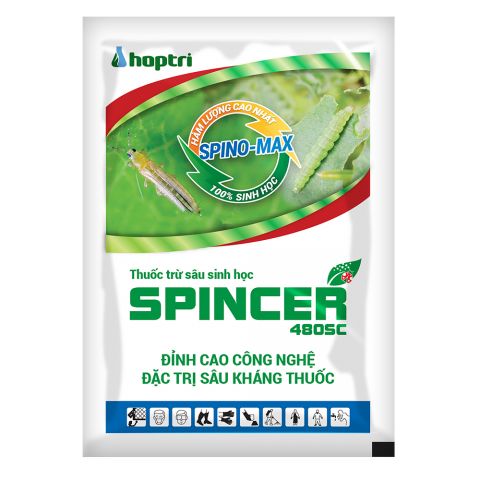 hoptri
HÀM LƯỢNG CAO NHẤT
SPINO-MAX
100% SINH HỌC
Thuốc trừ sâu sinh học
SPINCER
480SC
ĐỈNH CAO CÔNG NGHỆ
ĐẶC TRỊ SÂU KHÁNG THUỐC